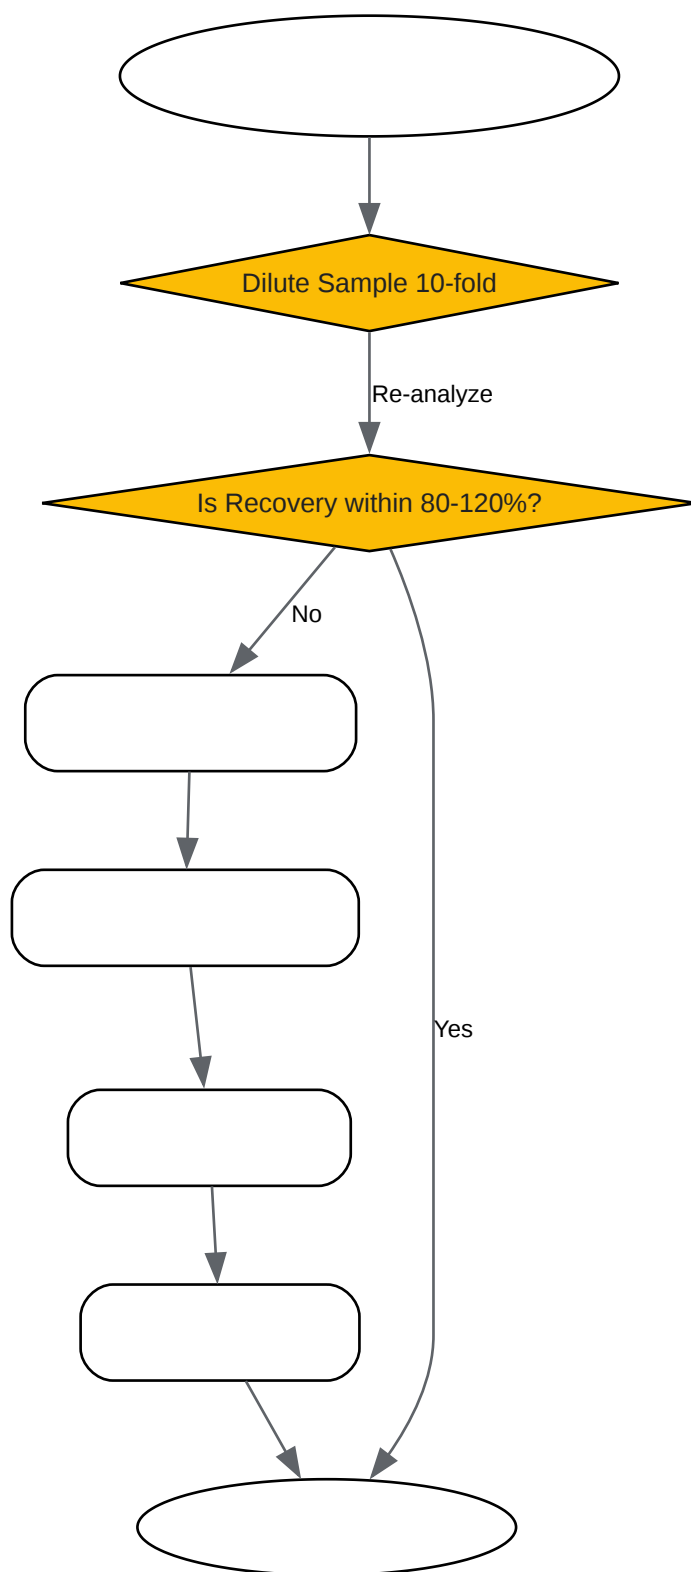 Dilute Sample 10-fold
Re-analyze
Is Recovery within 80-120%?
No
Yes